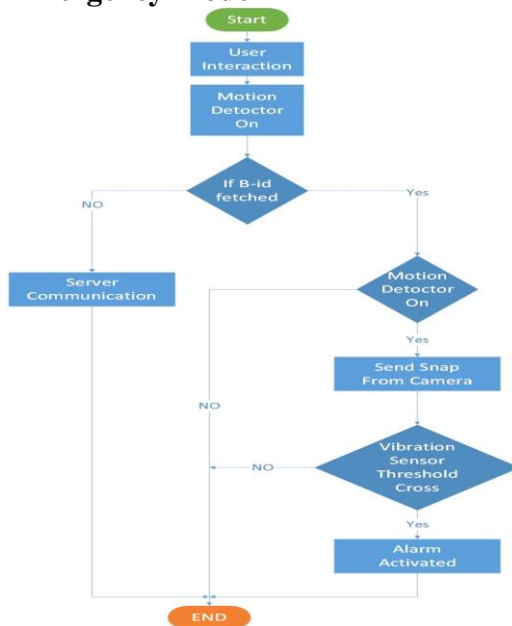 Start
User
Interaction
Motion
Detoctor
On
If B-id
fetched
NO
Yes
Server
Communication
Motion
Detector
On
Yes
Send Snap
From Camera
NO
Vibration
Sensor
Threshold
Cross
NO
Yes
Alarm
Activated
END